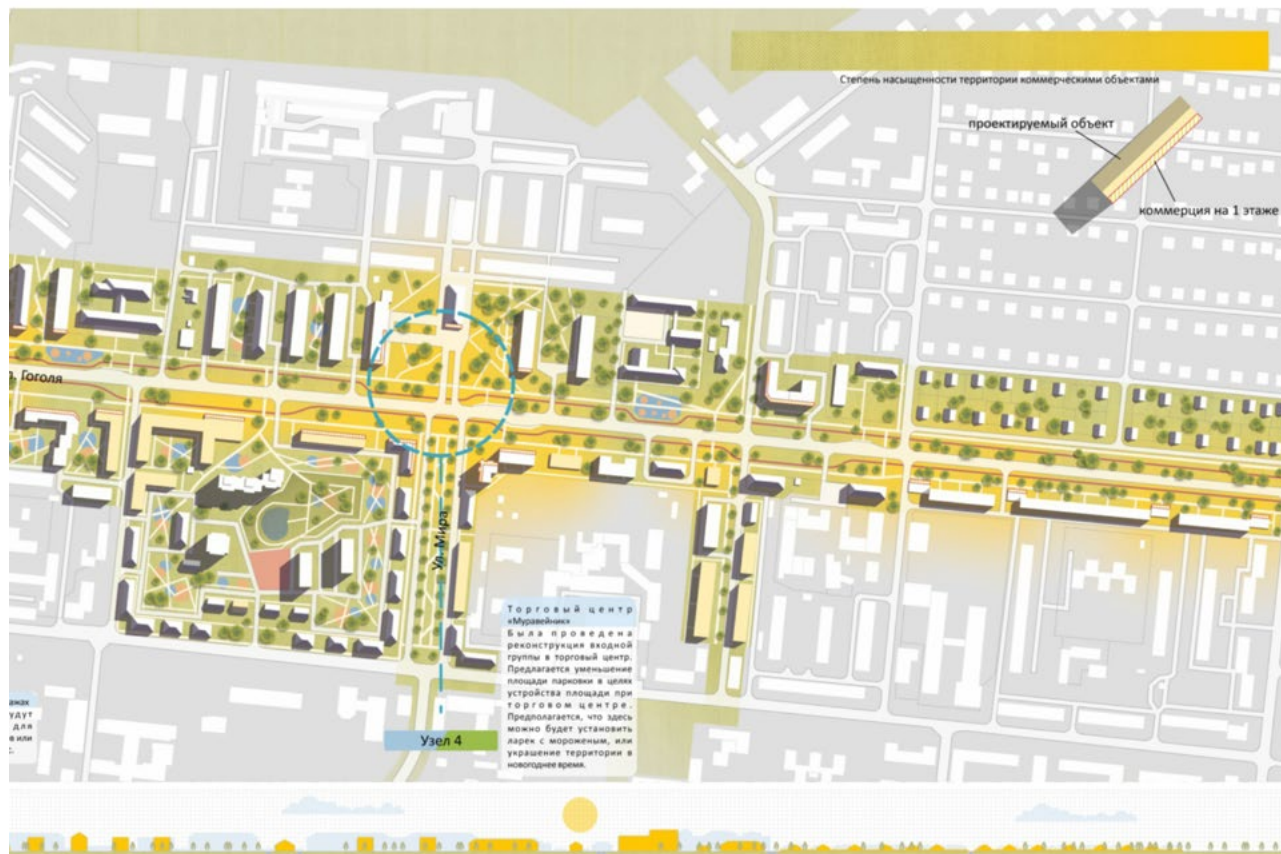 Степень насыщенности территории коммерческими объектами
проектируемый объект
коммерция на 1 этаже
Гоголя
Ул. Мира
Торговый центр
«Муравейник»
Была проведена
реконструкция входной
группы в торговый центр.
Предлагается уменьшение
площади парковки в целях
устройства площади при
торговом центре.
Предполагается, что здесь
можно будет установить
ларек с мороженым, или
украшение территории в
новогоднее время.
для
или
Узел 4